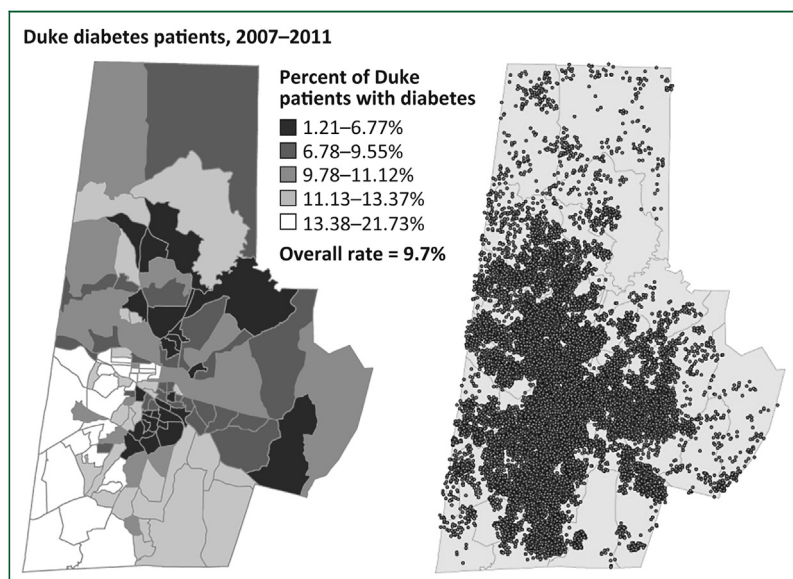 Duke diabetes patients, 2007–2011
Percent of Duke
patients with diabetes
1.21–6.77%
6.78–9.55%
9.78–11.12%
11.13–13.37%
13.38–21.73%
Overall rate = 9.7%